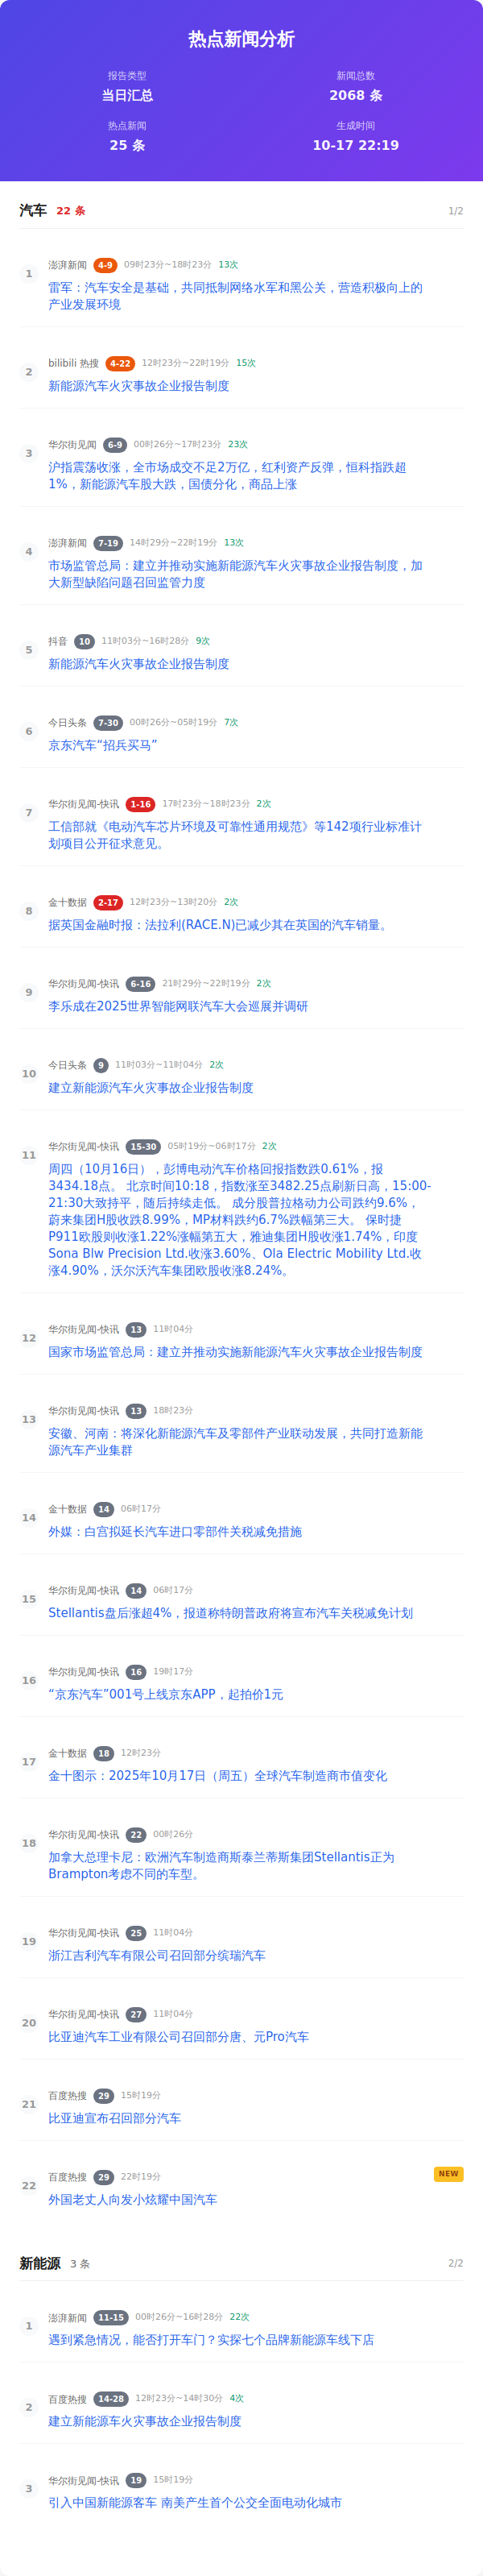 热点新闻分析
报告类型
新闻总数
当日汇总
2068 条
热点新闻
生成时间
25 条
10-17 22:19
汽车 22 条 1/2
1 澎湃新闻 4-9 09时23分~18时23分 13次
雷军：汽车安全是基础，共同抵制网络水军和黑公关，营造积极向上的
产业发展环境
2 bilibili 热搜 4-22 12时23分~22时19分 15次
新能源汽车火灾事故企业报告制度
3 华尔街见闻 6-9 00时26分~17时23分 23次
沪指震荡收涨，全市场成交不足2万亿，红利资产反弹，恒科指跌超
1%，新能源汽车股大跌，国债分化，商品上涨
4 澎湃新闻 7-19 14时29分~22时19分 13次
市场监管总局：建立并推动实施新能源汽车火灾事故企业报告制度，加
大新型缺陷问题召回监管力度
5 抖音 10 11时03分~16时28分 9次
新能源汽车火灾事故企业报告制度
6 今日头条 7-30 00时26分~05时19分 7次
京东汽车“招兵买马”
7 华尔街见闻-快讯 1-16 17时23分~18时23分 2次
工信部就《电动汽车芯片环境及可靠性通用规范》等142项行业标准计
划项目公开征求意见。
8 金十数据 2-17 12时23分~13时20分 2次
据英国金融时报：法拉利(RACE.N)已减少其在英国的汽车销量。
9 华尔街见闻-快讯 6-16 21时29分~22时19分 2次
李乐成在2025世界智能网联汽车大会巡展并调研
10 今日头条 9 11时03分~11时04分 2次
建立新能源汽车火灾事故企业报告制度
11 华尔街见闻-快讯 15-30 05时19分~06时17分 2次
周四（10月16日），彭博电动汽车价格回报指数跌0.61%，报
3434.18点。 北京时间10:18，指数涨至3482.25点刷新日高，15:00-
21:30大致持平，随后持续走低。 成分股普拉格动力公司跌约9.6%，
蔚来集团H股收跌8.99%，MP材料跌约6.7%跌幅第三大。 保时捷
P911欧股则收涨1.22%涨幅第五大，雅迪集团H股收涨1.74%，印度
Sona Blw Precision Ltd.收涨3.60%、Ola Electric Mobility Ltd.收
涨4.90%，沃尔沃汽车集团欧股收涨8.24%。
12 华尔街见闻-快讯 13 11时04分
国家市场监管总局：建立并推动实施新能源汽车火灾事故企业报告制度
13 华尔街见闻-快讯 13 18时23分
安徽、河南：将深化新能源汽车及零部件产业联动发展，共同打造新能
源汽车产业集群
14 金十数据 14 06时17分
外媒：白宫拟延长汽车进口零部件关税减免措施
15 华尔街见闻-快讯 14 06时17分
Stellantis盘后涨超4%，报道称特朗普政府将宣布汽车关税减免计划
16 华尔街见闻-快讯 16 19时17分
“京东汽车”001号上线京东APP，起拍价1元
17 金十数据 18 12时23分
金十图示：2025年10月17日（周五）全球汽车制造商市值变化
18 华尔街见闻-快讯 22 00时26分
加拿大总理卡尼：欧洲汽车制造商斯泰兰蒂斯集团Stellantis正为
Brampton考虑不同的车型。
19 华尔街见闻-快讯 25 11时04分
浙江吉利汽车有限公司召回部分缤瑞汽车
20 华尔街见闻-快讯 27 11时04分
比亚迪汽车工业有限公司召回部分唐、元Pro汽车
21 百度热搜 29 15时19分
比亚迪宣布召回部分汽车
22 百度热搜 29 22时19分 NEW
外国老丈人向发小炫耀中国汽车
新能源 3 条 2/2
1 澎湃新闻 11-15 00时26分~16时28分 22次
遇到紧急情况，能否打开车门？实探七个品牌新能源车线下店
2 百度热搜 14-28 12时23分~14时30分 4次
建立新能源车火灾事故企业报告制度
3 华尔街见闻-快讯 19 15时19分
引入中国新能源客车 南美产生首个公交全面电动化城市